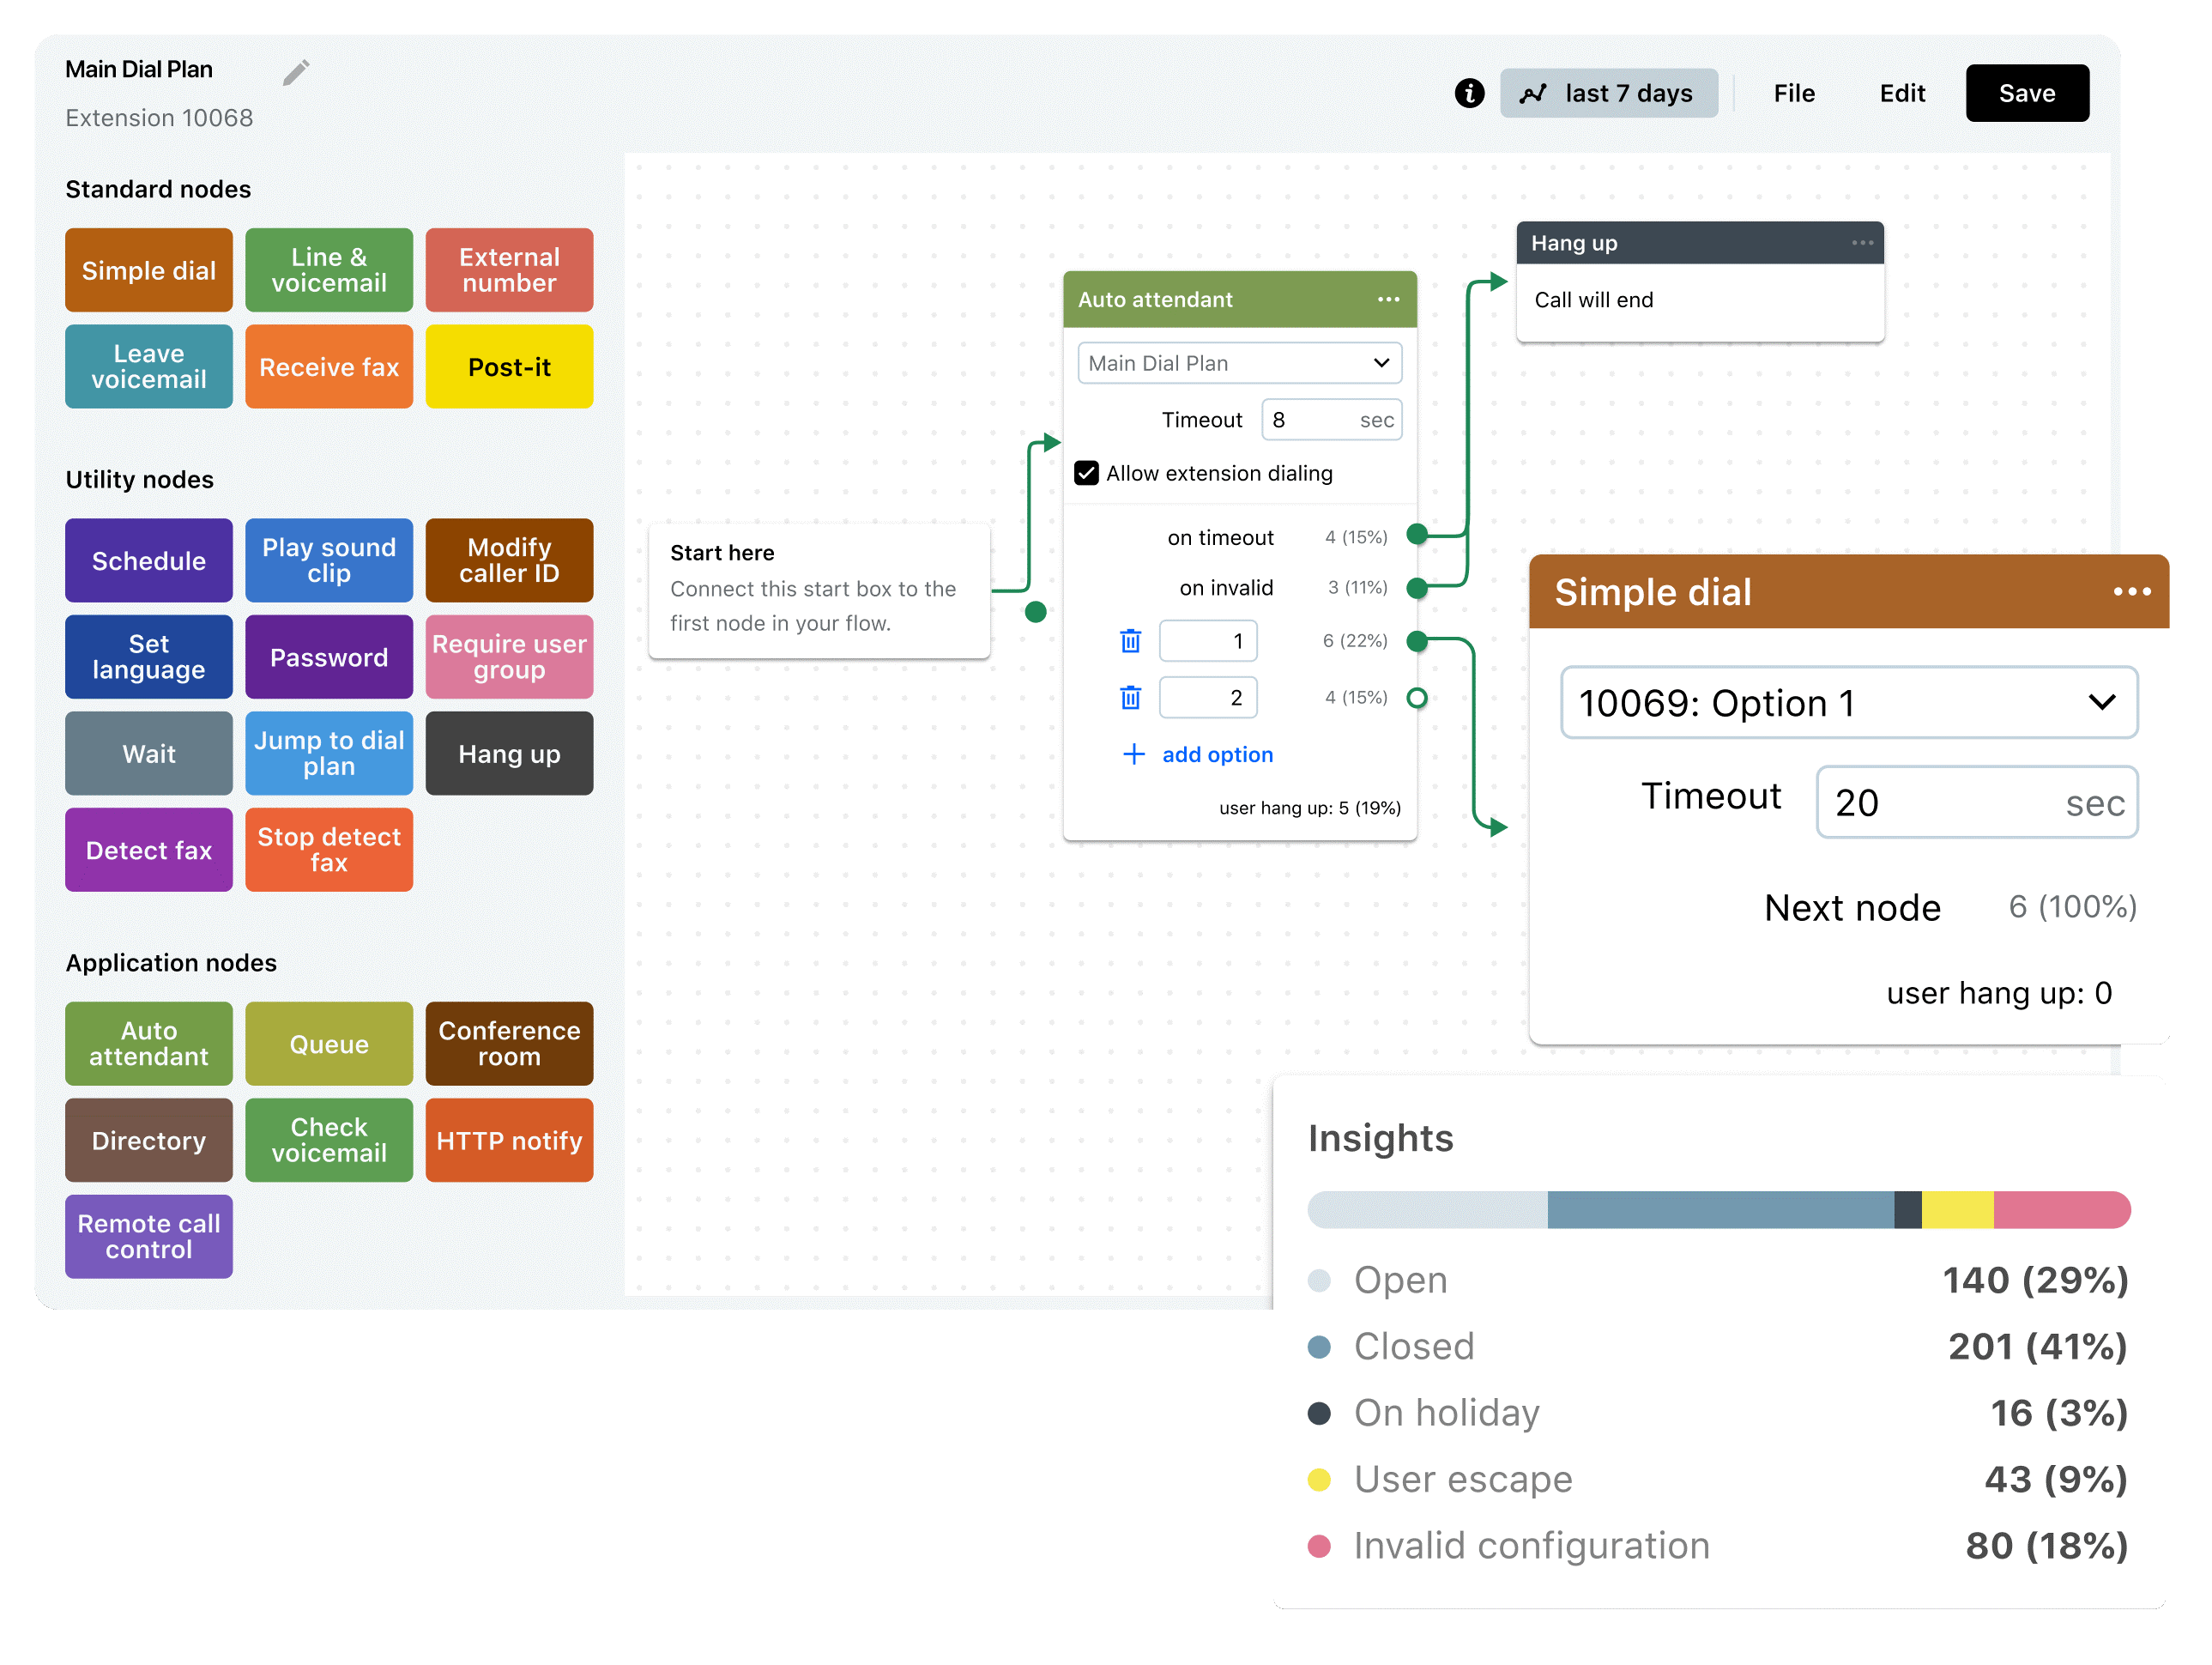 Main Dial Plan
Extension 10068
last 7 days
File
Edit
Save
Standard nodes
Simple dial
Line &
voicemail
External
number
Leave
voicemail
Receive fax
Post-it
Utility nodes
Schedule
Play sound
clip
Modify
caller ID
Set
language
Password
Require user
group
Wait
Jump to dial
plan
Hang up
Detect fax
Stop detect
fax
Application nodes
Auto
attendant
Queue
Conference
room
Directory
Check
voicemail
HTTP notify
Remote call
control
Start here
Connect this start box to the
first node in your flow.
Auto attendant
Main Dial Plan
Timeout 8 sec
Allow extension dialing
on timeout 4 (15%)
on invalid 3 (11%)
1 6 (22%)
2 4 (15%)
+ add option
user hang up: 5 (19%)
Hang up
Call will end
Simple dial
10069: Option 1
Timeout 20 sec
Next node 6 (100%)
user hang up: 0
Insights
Open 140 (29%)
Closed 201 (41%)
On holiday 16 (3%)
User escape 43 (9%)
Invalid configuration 80 (18%)